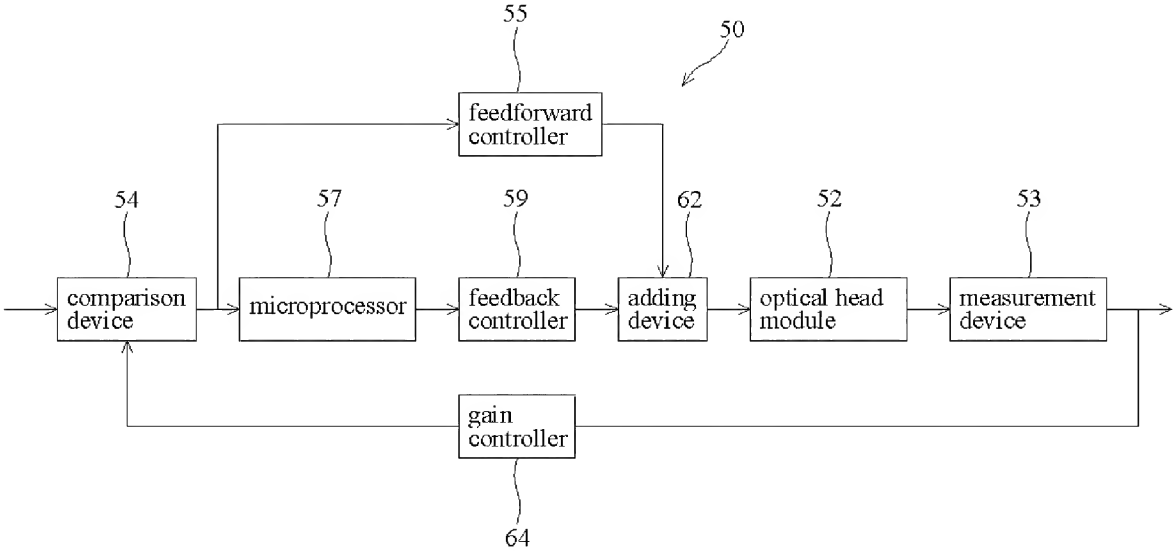 55
50
feedforward
controller
54
57
59
62
52
53
comparison
device
microprocessor
feedback
controller
adding
device
optical head
module
measurement
device
gain
controller
64